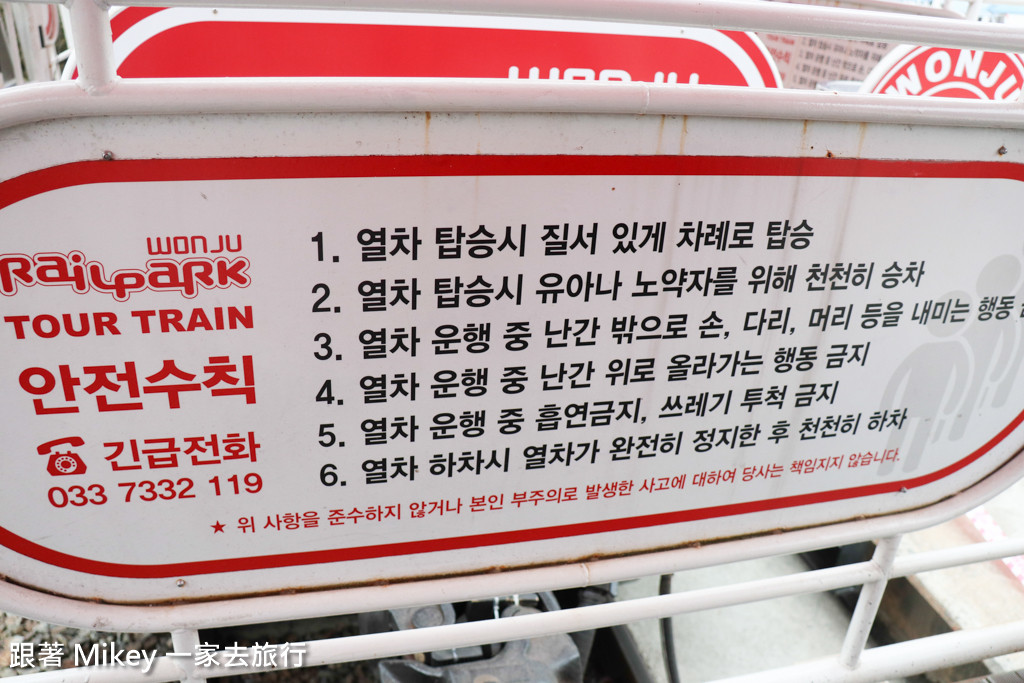 WONJU
WONJU
WONJU
RailPARK
TOUR TRAIN
안전수칙
긴급전화
033 7332 119
1. 열차 탑승시 질서 있게 차례로 탑승
2. 열차 탑승시 유아나 노약자를 위해 천천히 승차
3. 열차 운행 중 난간 밖으로 손, 다리, 머리 등을 내미는 행동
4. 열차 운행 중 난간 위로 올라가는 행동 금지
5. 열차 운행 중 흡연금지, 쓰레기 투척 금지
6. 열차 하차시 열차가 완전히 정지한 후 천천히 하차
★ 위 사항을 준수하지 않거나 본인 부주의로 발생한 사고에 대하여 당사는 책임지지 않습니다.
跟著 Mikey 一家去旅行